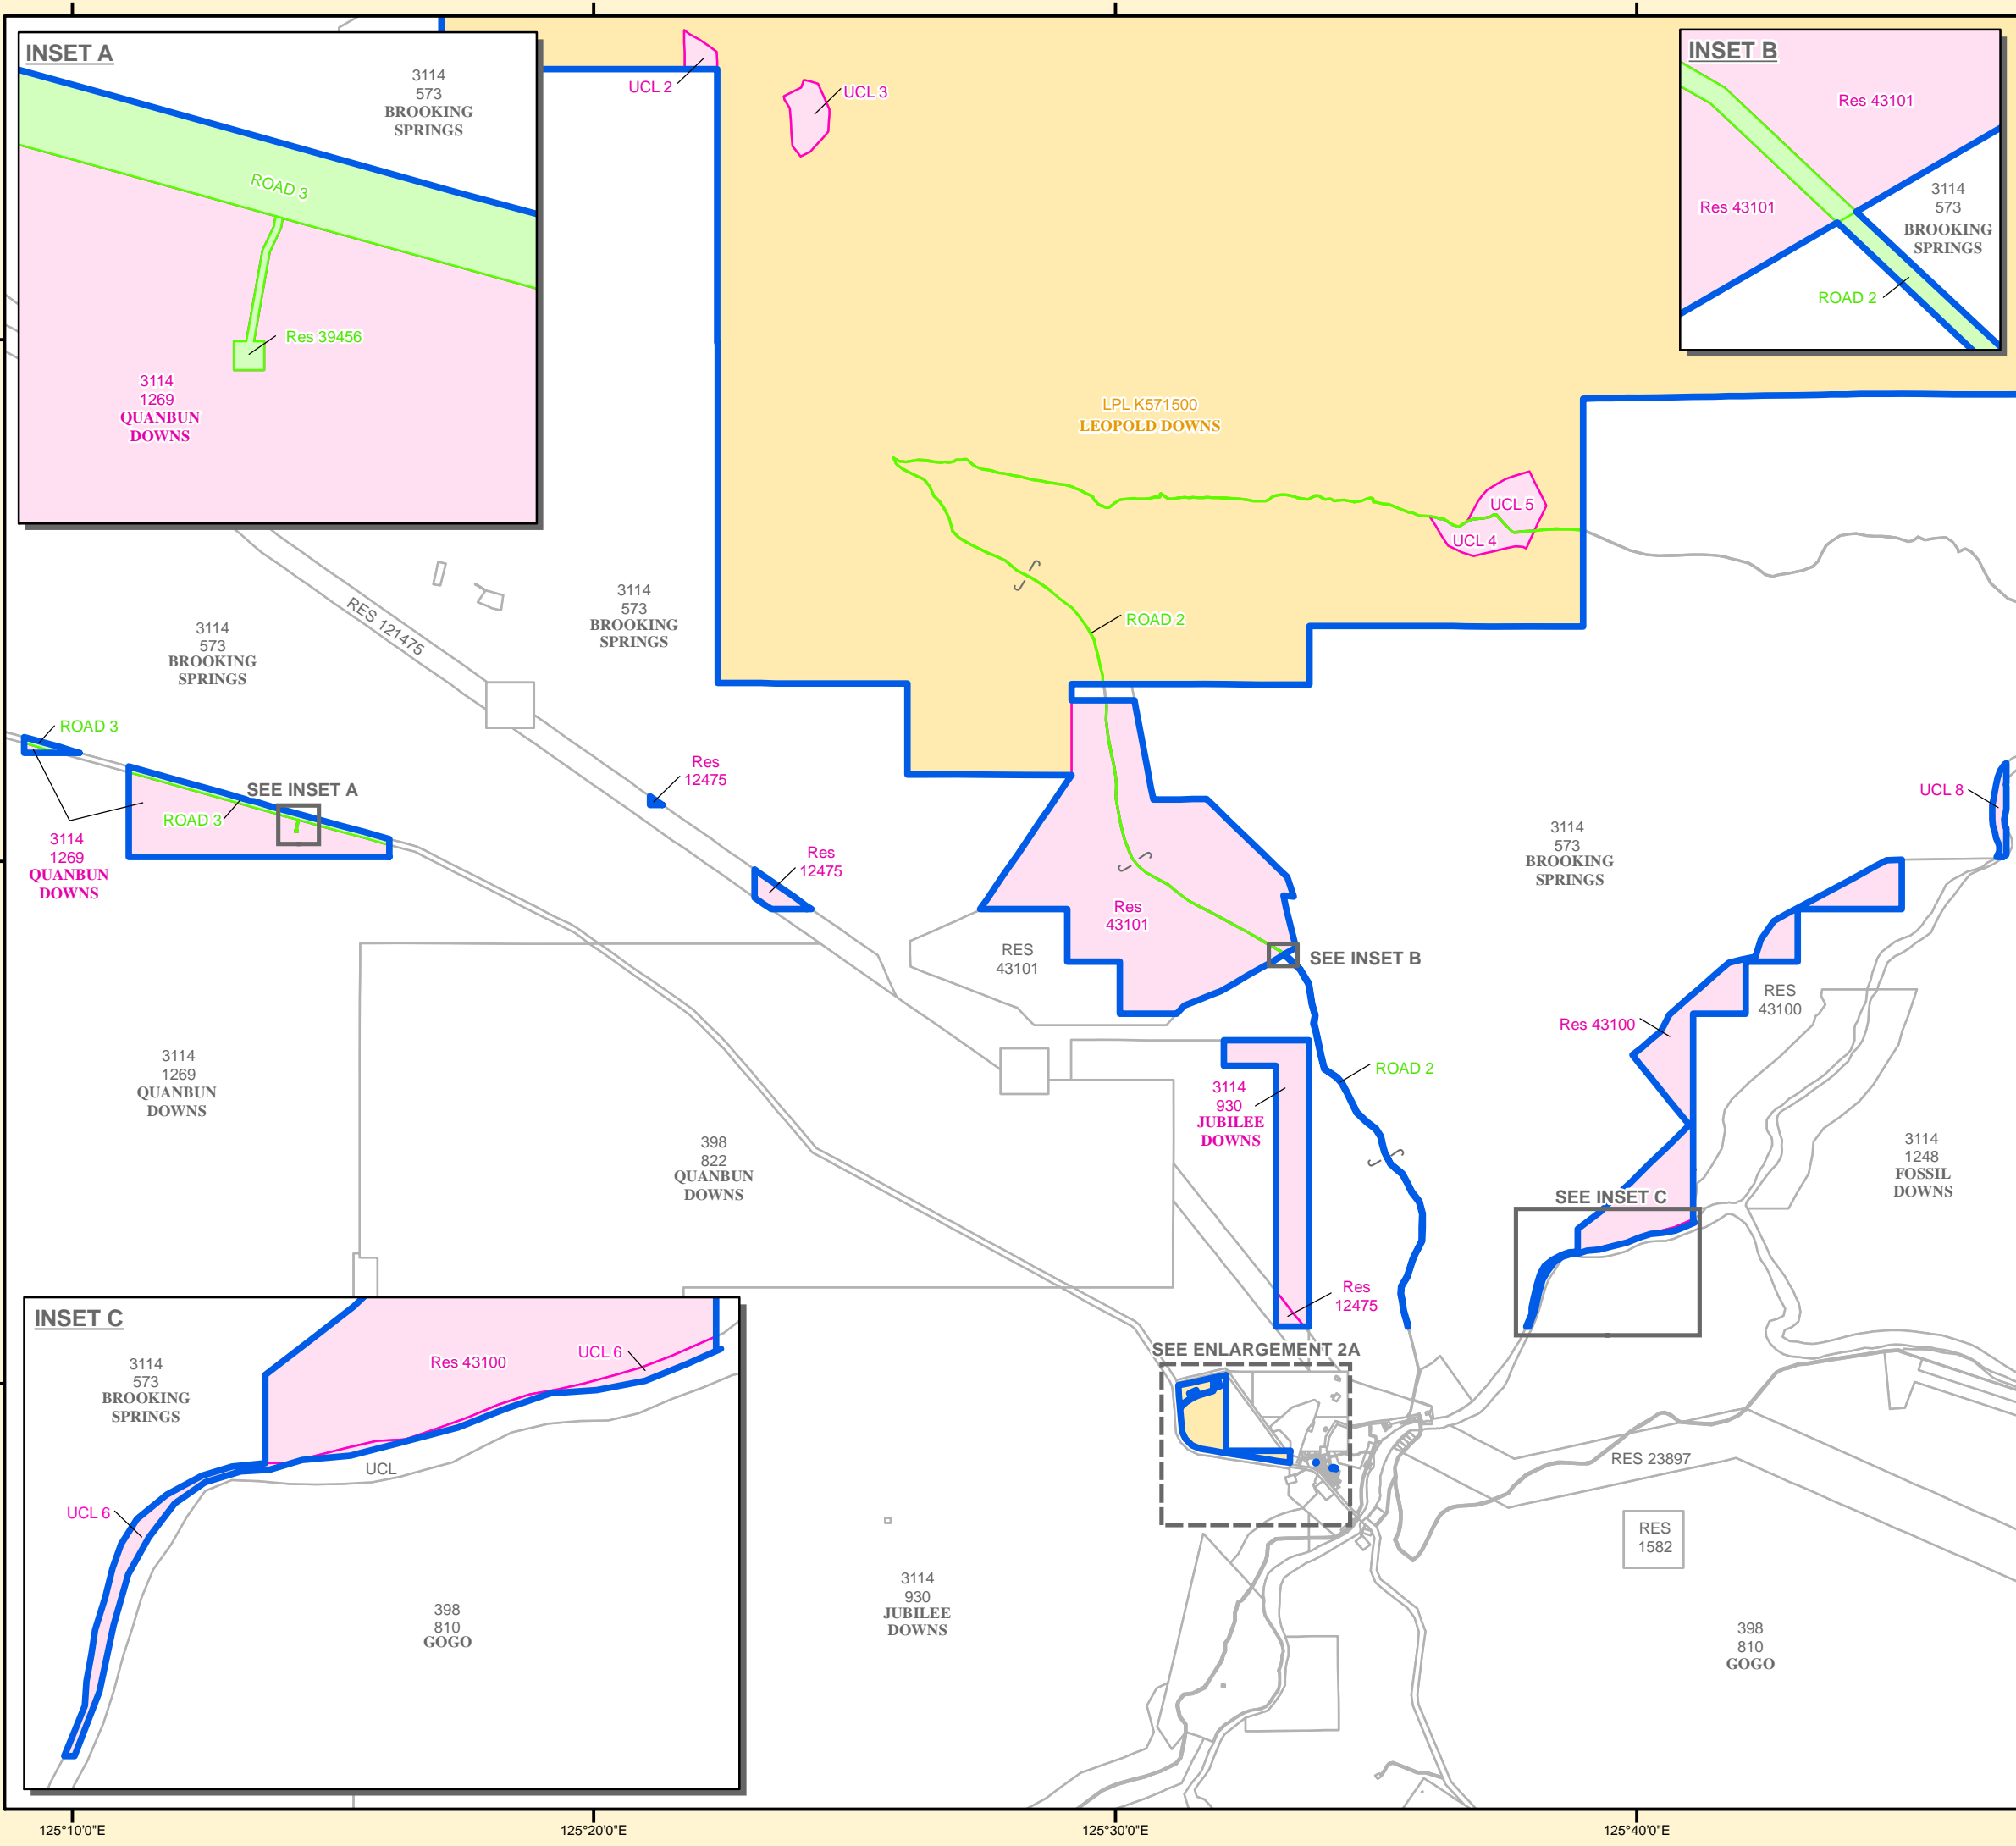 INSET A
3114
573
BROOKING
SPRINGS
ROAD 3
Res 39456
3114
1269
QUANBUN
DOWNS
UCL 2
UCL 3
INSET B
Res 43101
Res 43101
3114
573
BROOKING
SPRINGS
ROAD 2
LPL K571500
LEOPOLD DOWNS
UCL 5
UCL 4
ROAD 2
RES 121475
3114
573
BROOKING
SPRINGS
3114
573
BROOKING
SPRINGS
ROAD 3
SEE INSET A
ROAD 3
3114
1269
QUANBUN
DOWNS
Res
12475
Res
12475
Res
43101
RES
43101
SEE INSET B
3114
573
BROOKING
SPRINGS
UCL 8
RES
43100
Res 43100
3114
1269
QUANBUN
DOWNS
398
822
QUANBUN
DOWNS
3114
930
JUBILEE
DOWNS
ROAD 2
3114
1248
FOSSIL
DOWNS
SEE INSET C
Res
12475
SEE ENLARGEMENT 2A
INSET C
3114
573
BROOKING
SPRINGS
Res 43100
UCL 6
UCL
UCL 6
398
810
GOGO
RES 23897
RES
1582
3114
930
JUBILEE
DOWNS
398
810
GOGO
125°10'0"E
125°20'0"E
125°30'0"E
125°40'0"E